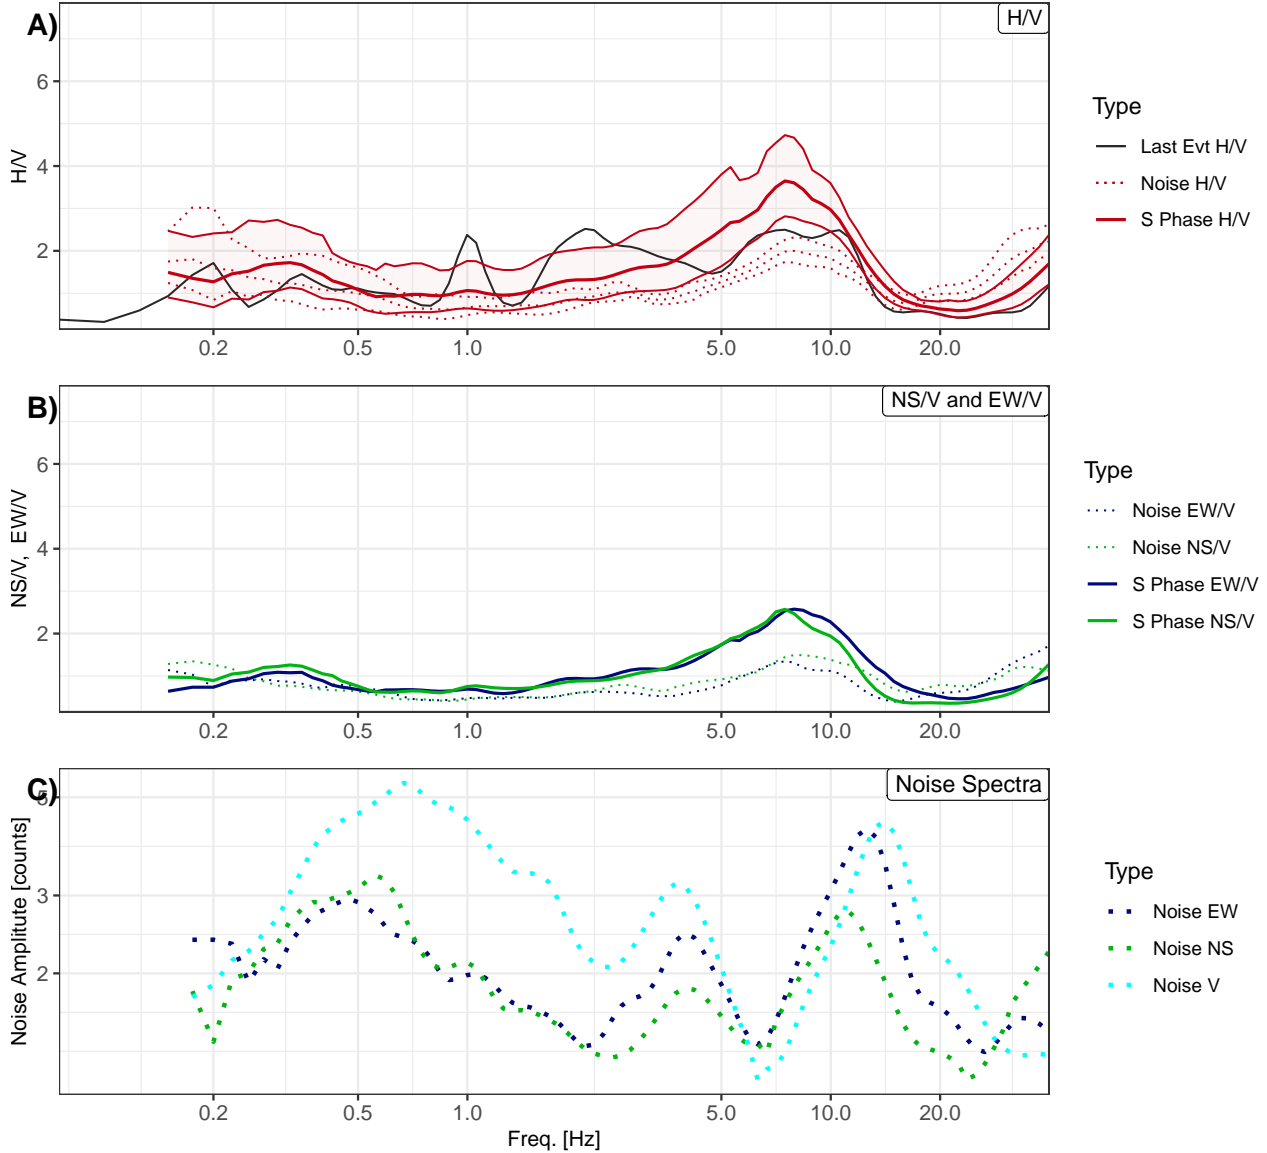 A)
H/V
6
4
2
H/V
0.2 0.5 1.0 5.0 10.0 20.0
Type
Last Evt H/V
Noise H/V
S Phase H/V
B)
NS/V and EW/V
6
4
2
NS/V, EW/V
0.2 0.5 1.0 5.0 10.0 20.0
Type
Noise EW/V
Noise NS/V
S Phase EW/V
S Phase NS/V
C)
Noise Spectra
5
3
2
Noise Amplitude [counts]
0.2 0.5 1.0 5.0 10.0 20.0
Freq. [Hz]
Type
Noise EW
Noise NS
Noise V